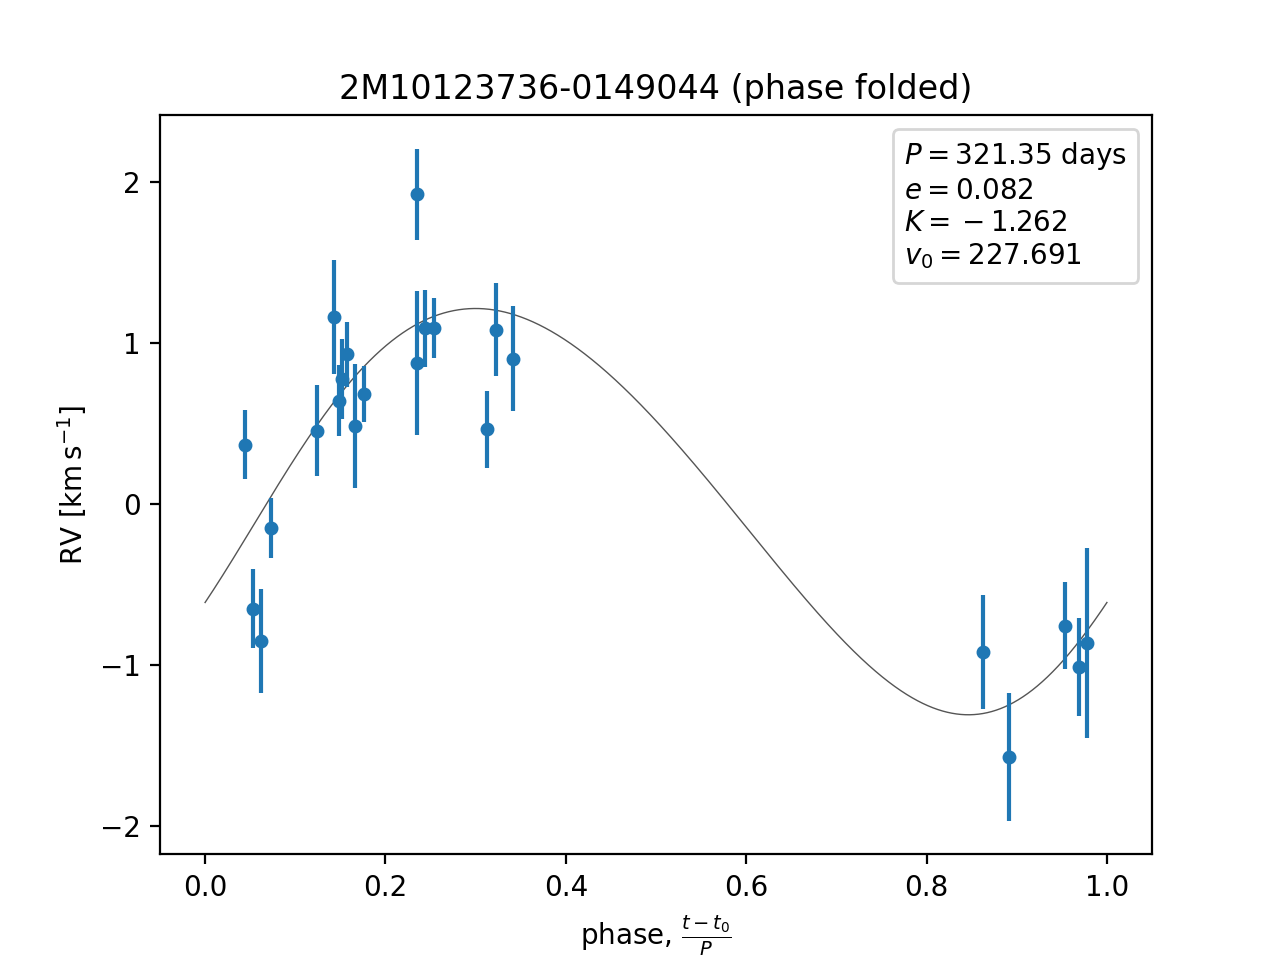 2M10123736-0149044 (phase folded)
P = 321.35 days
e = 0.082
K = −1.262
v₀ = 227.691
RV [km s⁻¹]
2
1
0
−1
−2
0.0 0.2 0.4 0.6 0.8 1.0
phase, (t − t₀)/P